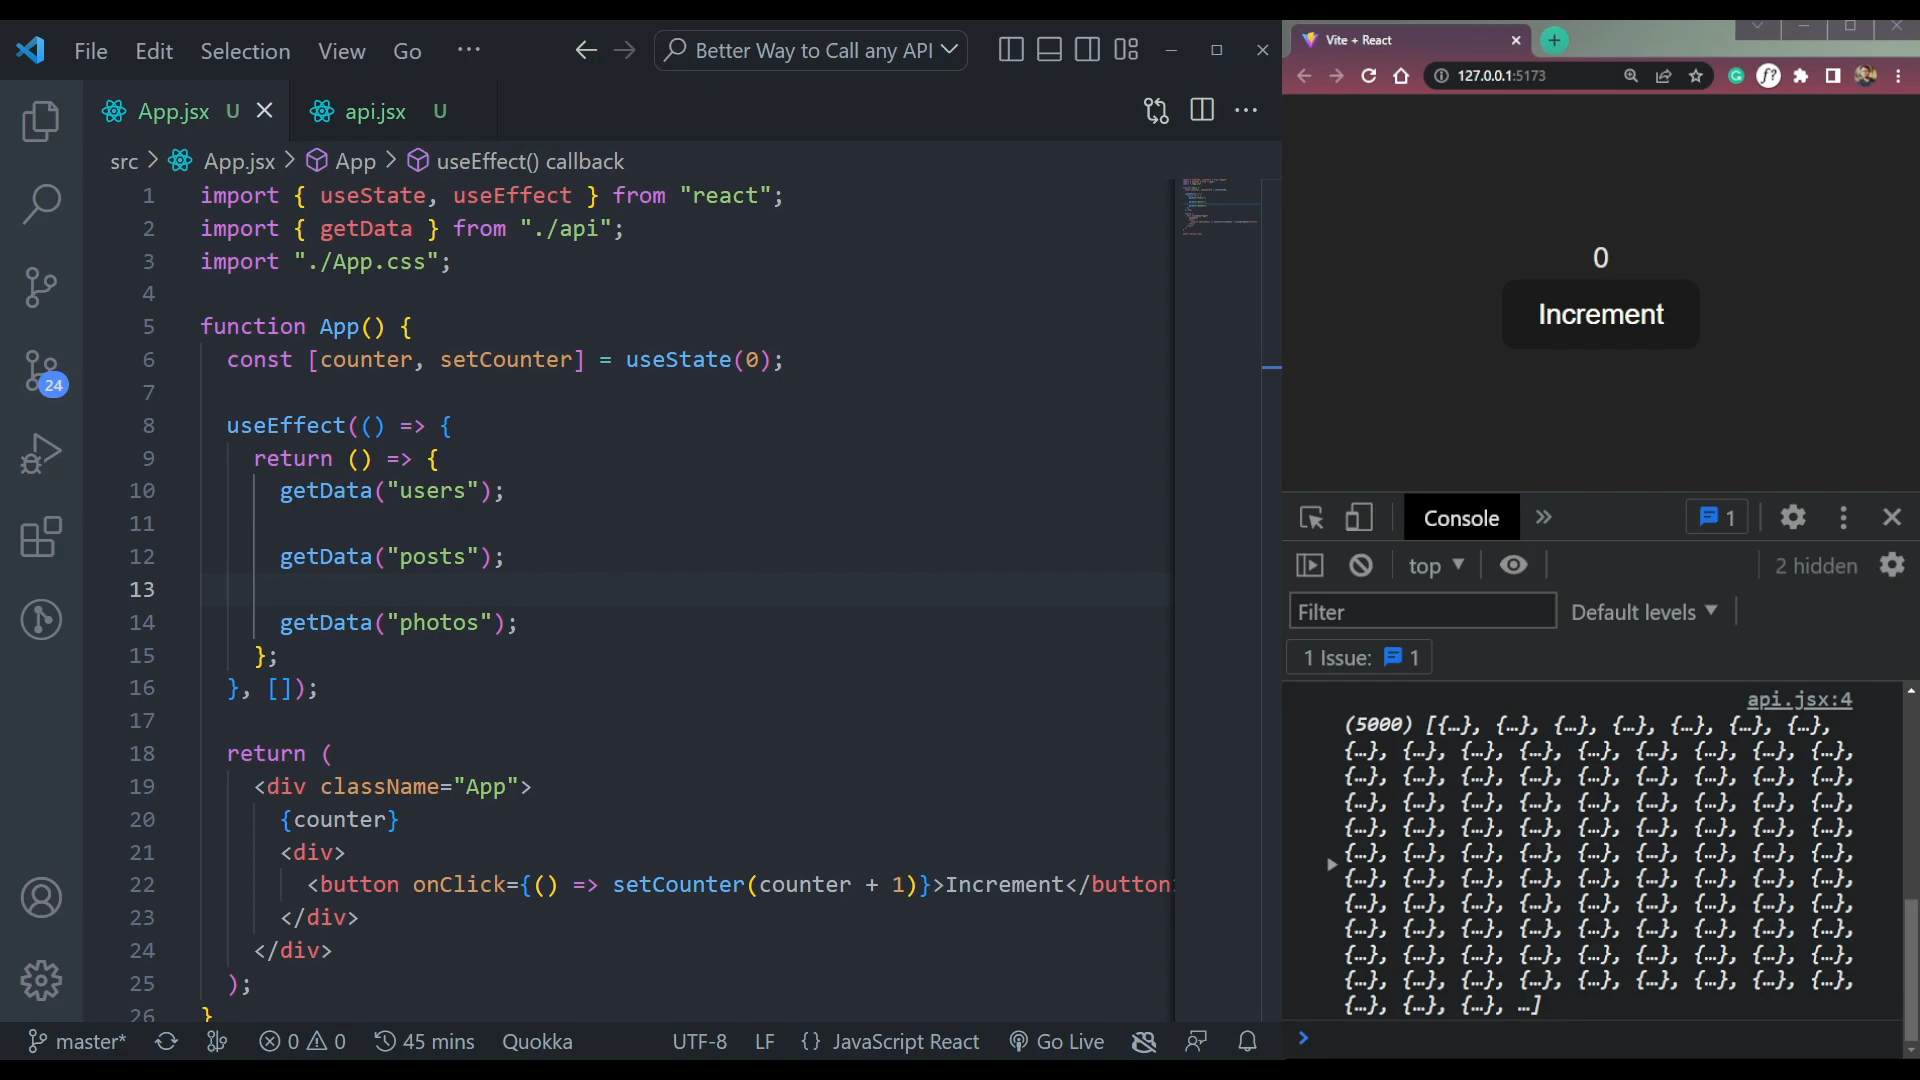 File Edit Selection View Go ···
Better Way to Call any API
App.jsx U
api.jsx U
src > App.jsx > App > useEffect() callback
1 import { useState, useEffect } from "react";
2 import { getData } from "./api";
3 import "./App.css";
4
5 function App() {
6 const [counter, setCounter] = useState(0);
7
8 useEffect(() => {
9 return () => {
10 getData("users");
11
12 getData("posts");
13
14 getData("photos");
15 };
16 }, []);
17
18 return (
19 <div className="App">
20 {counter}
21 <div>
22 <button onClick={() => setCounter(counter + 1)}>Increment</button>
23 </div>
24 </div>
25 );
26 }
24
master* 0 0 45 mins Quokka UTF-8 LF {} JavaScript React Go Live
Vite + React
127.0.0.1:5173
f?
0
Increment
Console » 1
top 2 hidden
Filter Default levels
1 Issue: 1
api.jsx:4
(5000) [{…}, {…}, {…}, {…}, {…}, {…}, {…},
{…}, {…}, {…}, {…}, {…}, {…}, {…}, {…}, {…},
{…}, {…}, {…}, {…}, {…}, {…}, {…}, {…}, {…},
{…}, {…}, {…}, {…}, {…}, {…}, {…}, {…}, {…},
{…}, {…}, {…}, {…}, {…}, {…}, {…}, {…}, {…},
{…}, {…}, {…}, {…}, {…}, {…}, {…}, {…}, {…},
{…}, {…}, {…}, {…}, {…}, {…}, {…}, {…}, {…},
{…}, {…}, {…}, {…}, {…}, {…}, {…}, {…}, {…},
{…}, {…}, {…}, {…}, {…}, {…}, {…}, {…}, {…},
{…}, {…}, {…}, {…}, {…}, {…}, {…}, {…}, {…},
{…}, {…}, {…}, {…}, {…}, {…}, {…}, {…}, {…},
{…}, {…}, {…}, …]